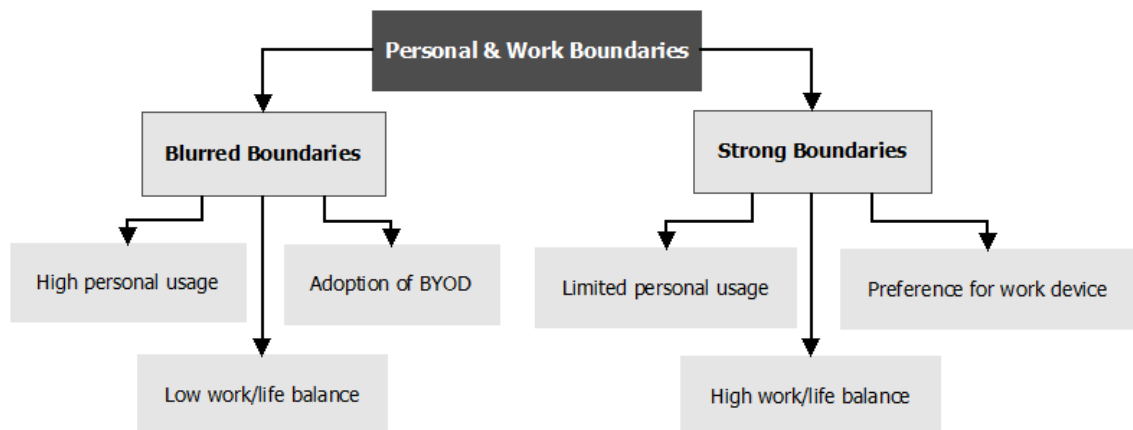 Personal & Work Boundaries
Blurred Boundaries
Strong Boundaries
High personal usage
Adoption of BYOD
Limited personal usage
Preference for work device
Low work/life balance
High work/life balance